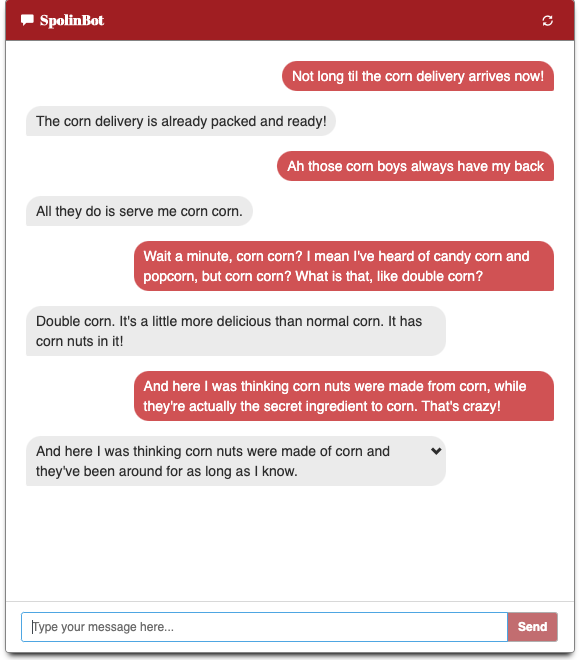 SpolinBot
Not long til the corn delivery arrives now!
The corn delivery is already packed and ready!
Ah those corn boys always have my back
All they do is serve me corn corn.
Wait a minute, corn corn? I mean I've heard of candy corn and
popcorn, but corn corn? What is that, like double corn?
Double corn. It's a little more delicious than normal corn. It has
corn nuts in it!
And here I was thinking corn nuts were made from corn, while
they're actually the secret ingredient to corn. That's crazy!
And here I was thinking corn nuts were made of corn and
they've been around for as long as I know.
Type your message here...
Send